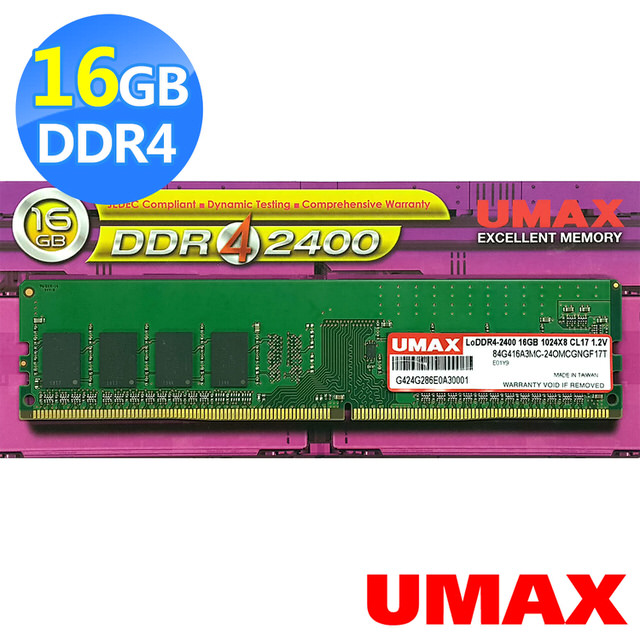 16GB
DDR4
JEDEC Compliant ■ Dynamic Testing ■ Comprehensive Warranty
16
GB
DDR4 2400
UMAX
EXCELLENT MEMORY
UMAX
LoDDR4-2400 16GB 1024X8 CL17 1.2V
84G416A3MC-24OMCGNGF17T
E01Y9
G424G286E0A30001
MADE IN TAIWAN
WARRANTY VOID IF REMOVED
UMAX